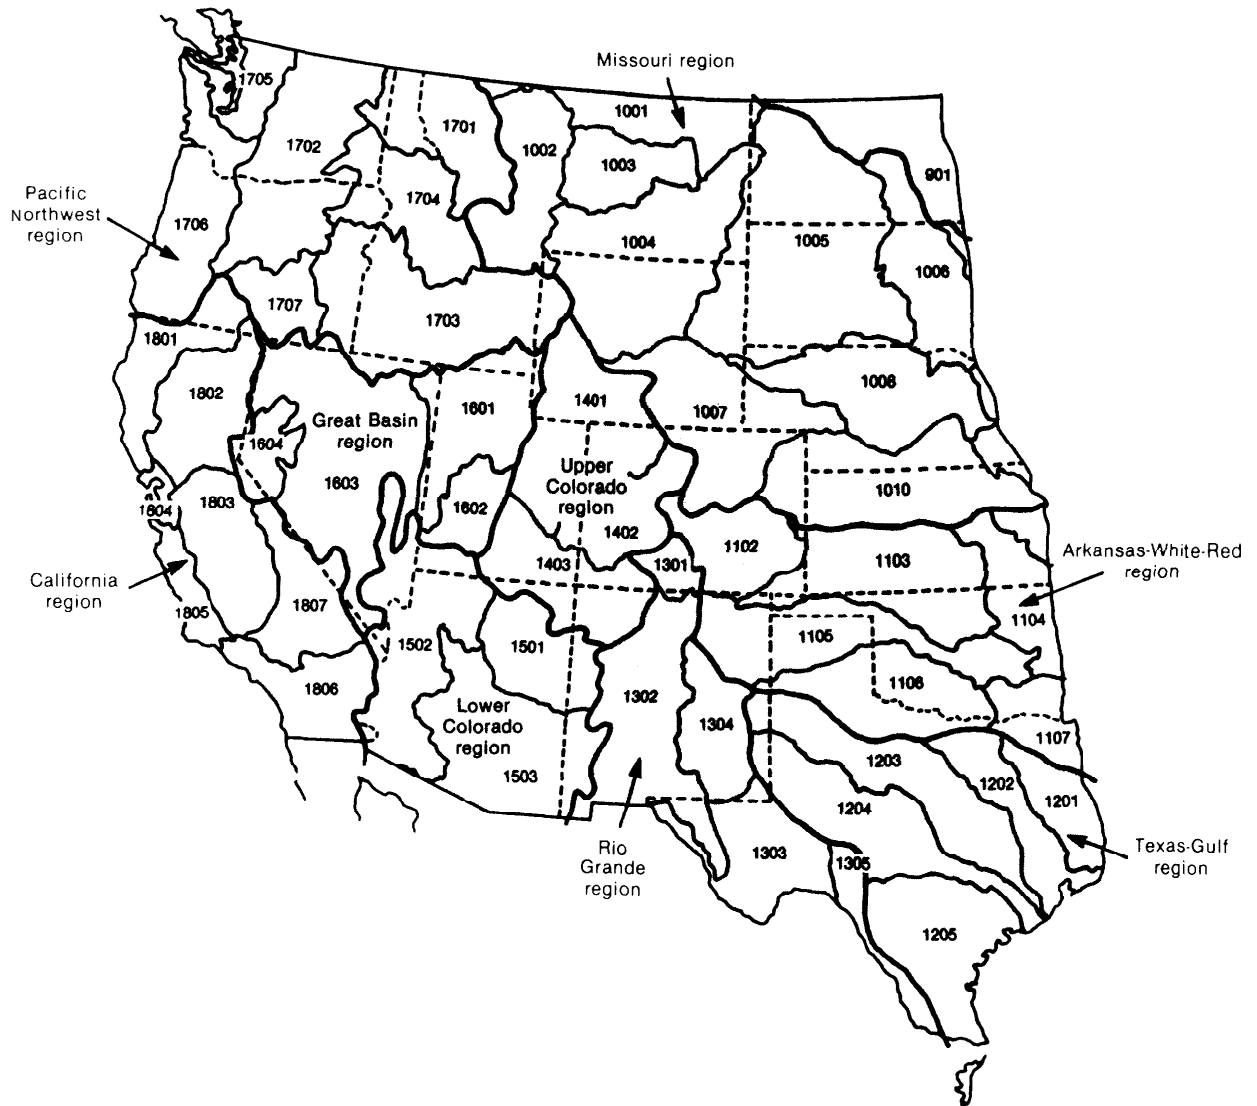 Missouri region
1705
1001
1701
1702
1002
1003
901
Pacific
Northwest
region
1704
1706
1004
1005
1006
1707
1703
1801
1008
1802
1401
1601
1007
Great Basin
region
1604
Upper
Colorado
region
1603
1010
1803
1602
1804
1402
1102
Arkansas-White-Red
region
1103
1403
1301
California
region
1807
1805
1104
1105
1502
1501
1106
1806
1302
Lower
Colorado
region
1304
1107
1203
1503
1202
1201
1204
Rio
Grande
region
1303
1305
Texas-Gulf
region
1205